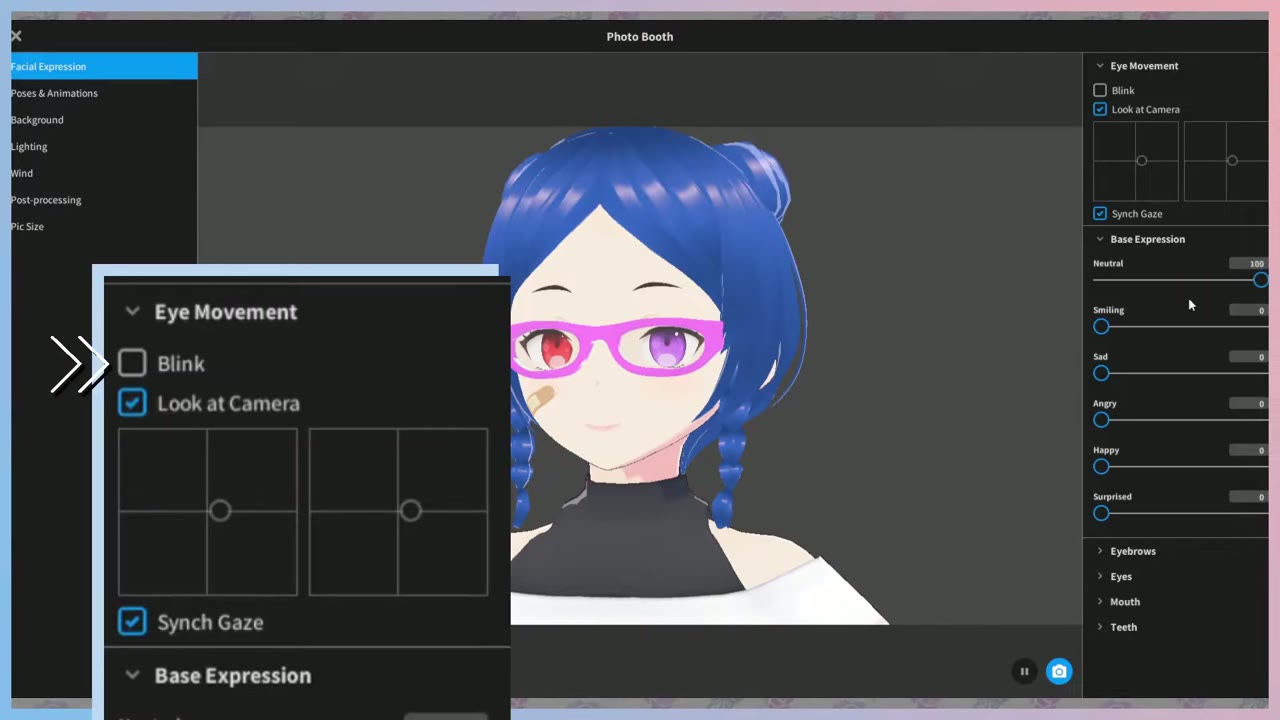 Photo Booth
Facial Expression
Poses & Animations
Background
Lighting
Wind
Post-processing
Pic Size
Eye Movement
Blink
Look at Camera
Synch Gaze
Base Expression
Eye Movement
Blink
Look at Camera
Synch Gaze
Base Expression
Neutral 100
Smiling 0
Sad 0
Angry 0
Happy 0
Surprised 0
Eyebrows
Eyes
Mouth
Teeth